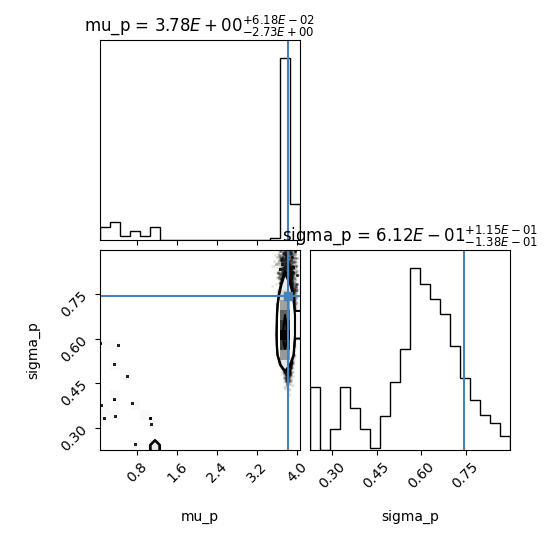 mu_p = 3.78E + 00 +6.18E − 02 −2.73E + 00
sigma_p = 6.12E − 01 +1.15E − 01 −1.38E − 01
sigma_p
0.75
0.60
0.45
0.30
0.8 1.6 2.4 3.2 4.0
mu_p
0.30 0.45 0.60 0.75
sigma_p